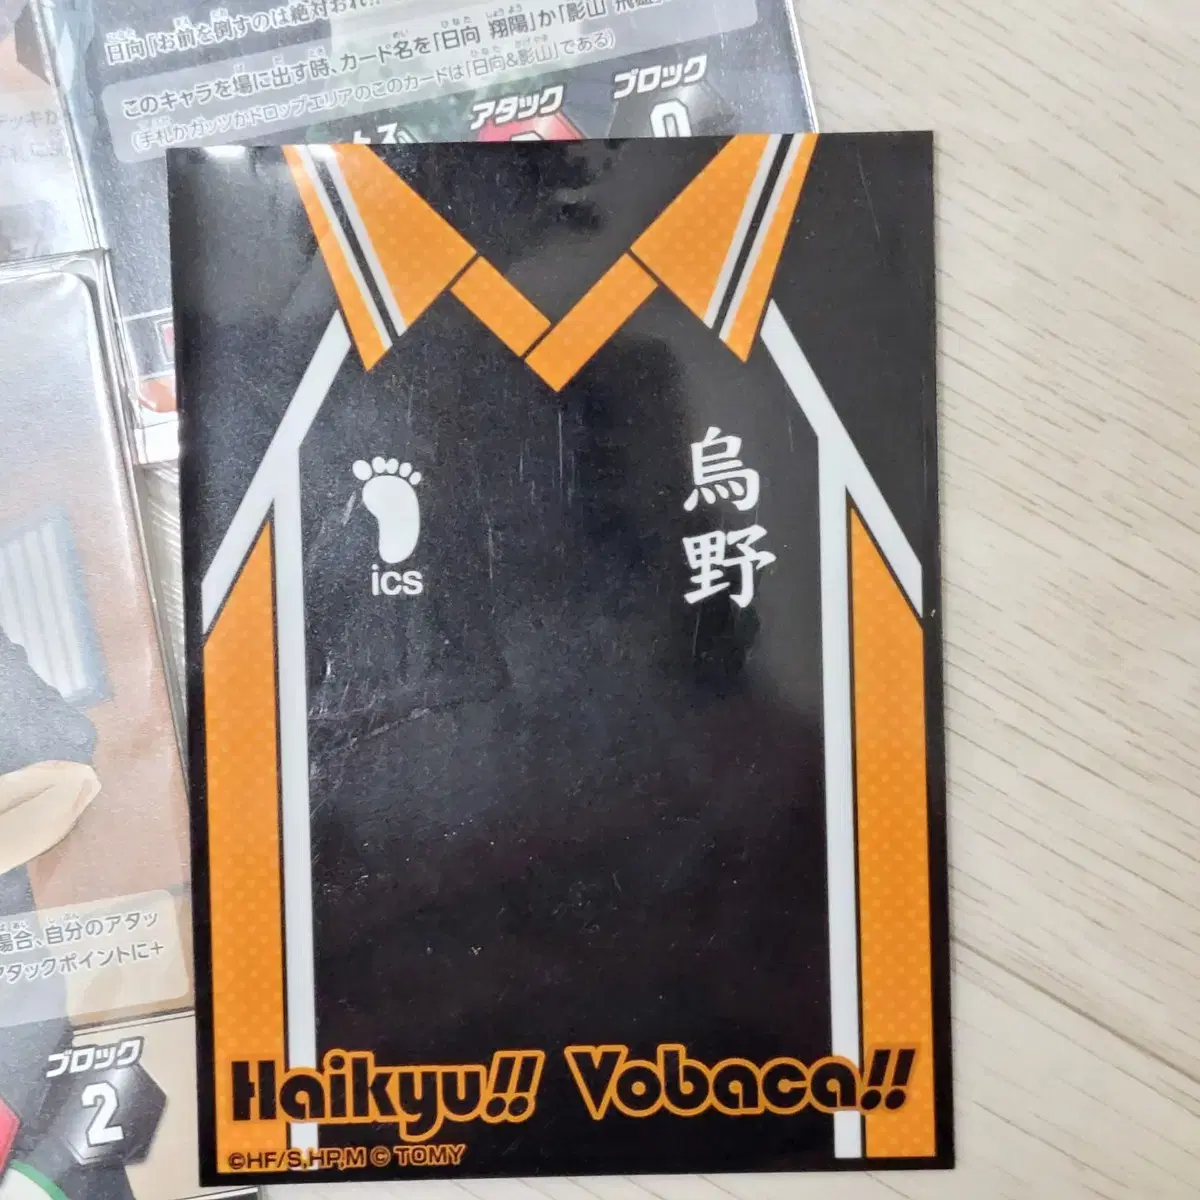 日向「お前を倒すのは絶対おれ!!
このキャラを場に出す時、カード名を「日向 翔陽」か「影山 飛雄
(手札かガッツかドロップエリアのこのカードは「日向&影山」である)
トス
アタック
ブロック
0
烏野
ics
場合、自分のアタッ
アタックポイントに+
ブロック
2
Haikyu!! Vobaca!!
©HF/S,HP,M © TOMY